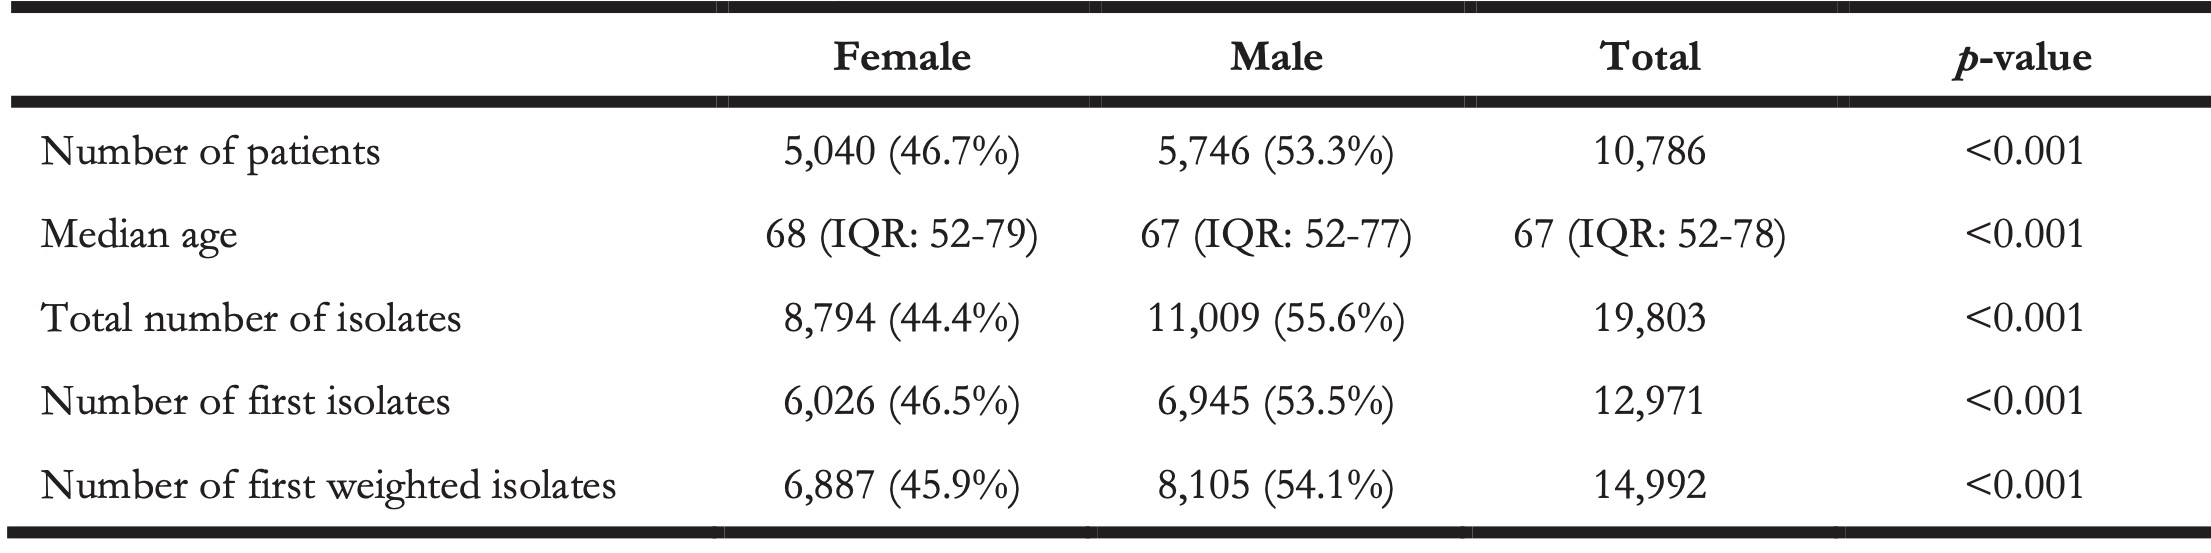 Female Male Total p-value
Number of patients 5,040 (46.7%) 5,746 (53.3%) 10,786 <0.001
Median age 68 (IQR: 52-79) 67 (IQR: 52-77) 67 (IQR: 52-78) <0.001
Total number of isolates 8,794 (44.4%) 11,009 (55.6%) 19,803 <0.001
Number of first isolates 6,026 (46.5%) 6,945 (53.5%) 12,971 <0.001
Number of first weighted isolates 6,887 (45.9%) 8,105 (54.1%) 14,992 <0.001